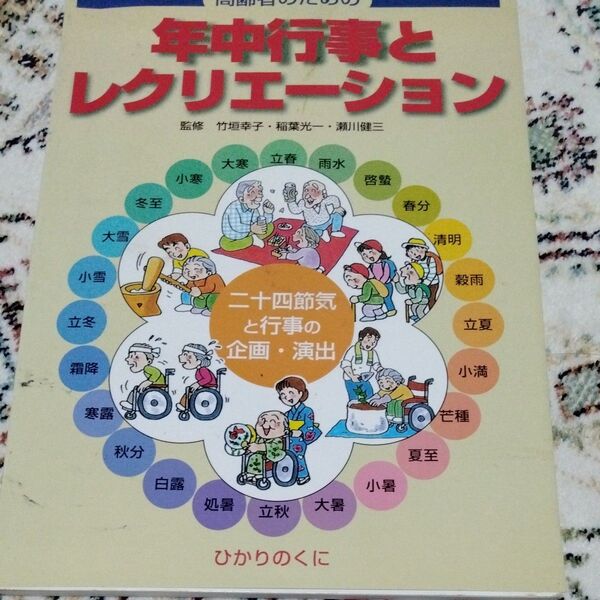 高齢者のための
年中行事と
レクリエーション
監修 竹垣幸子・稲葉光一・瀬川健三
立春
雨水
啓蟄
春分
清明
穀雨
立夏
小満
芒種
夏至
小暑
大暑
立秋
処暑
白露
秋分
寒露
霜降
立冬
小雪
大雪
冬至
小寒
大寒
二十四節気
と行事の
企画・演出
ひかりのくに